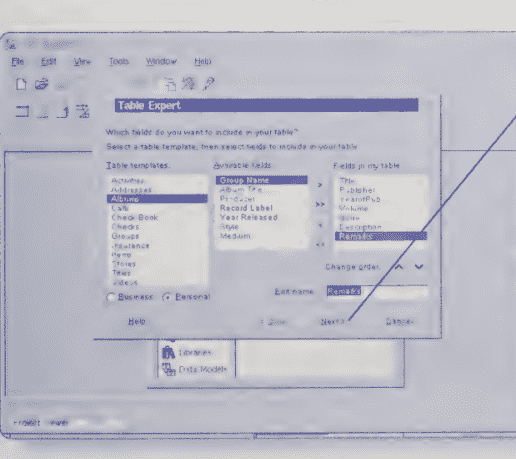 File Edit View Tools Window Help
Table Expert
Which fields do you want to include in your table?
Select a table template, then select fields to include in your table
Table templates:
Activities
Addresses
Albums
Calls
Check Book
Checks
Groups
Insurance
Items
Stores
Titles
Videos
Business Personal
Available fields:
Group Name
Album Title
Producer
Record Label
Year Released
Style
Medium
>
>>
<
<<
Fields in my table
Title
Publisher
YearofPub
Volume
Issue
Description
Remarks
Change order
Edit name: Remarks
Help Next> Cancel
Libraries
Data Models
Project Viewer